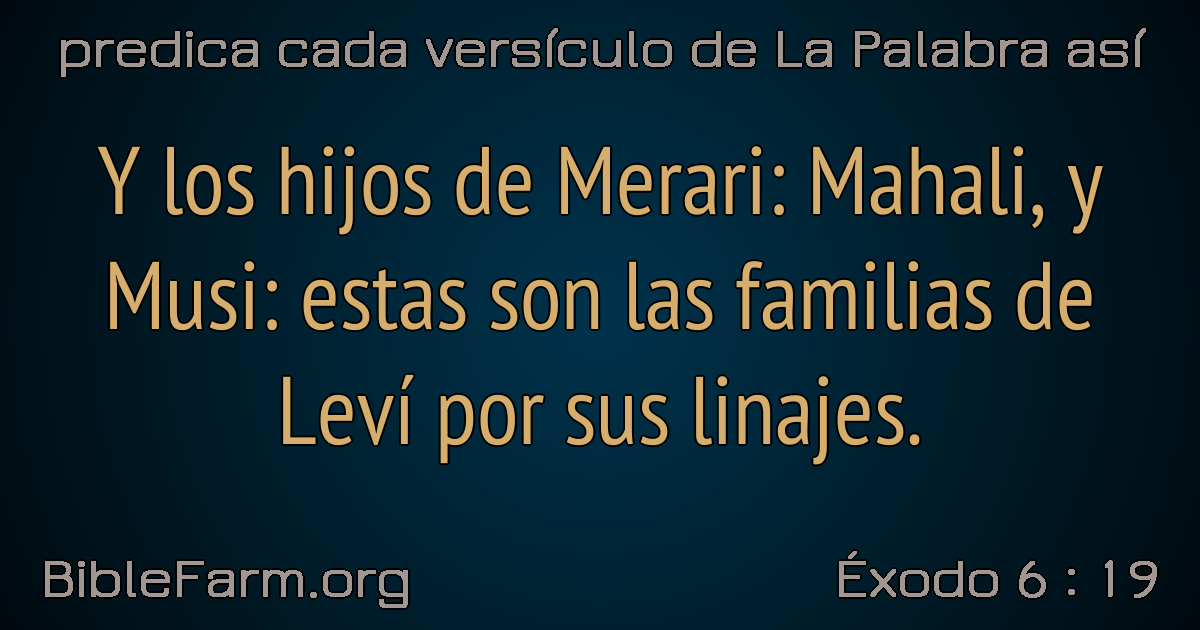 predica cada versículo de La Palabra así
Y los hijos de Merari: Mahali, y
Musi: estas son las familias de
Leví por sus linajes.
BibleFarm.org
Éxodo 6 : 19